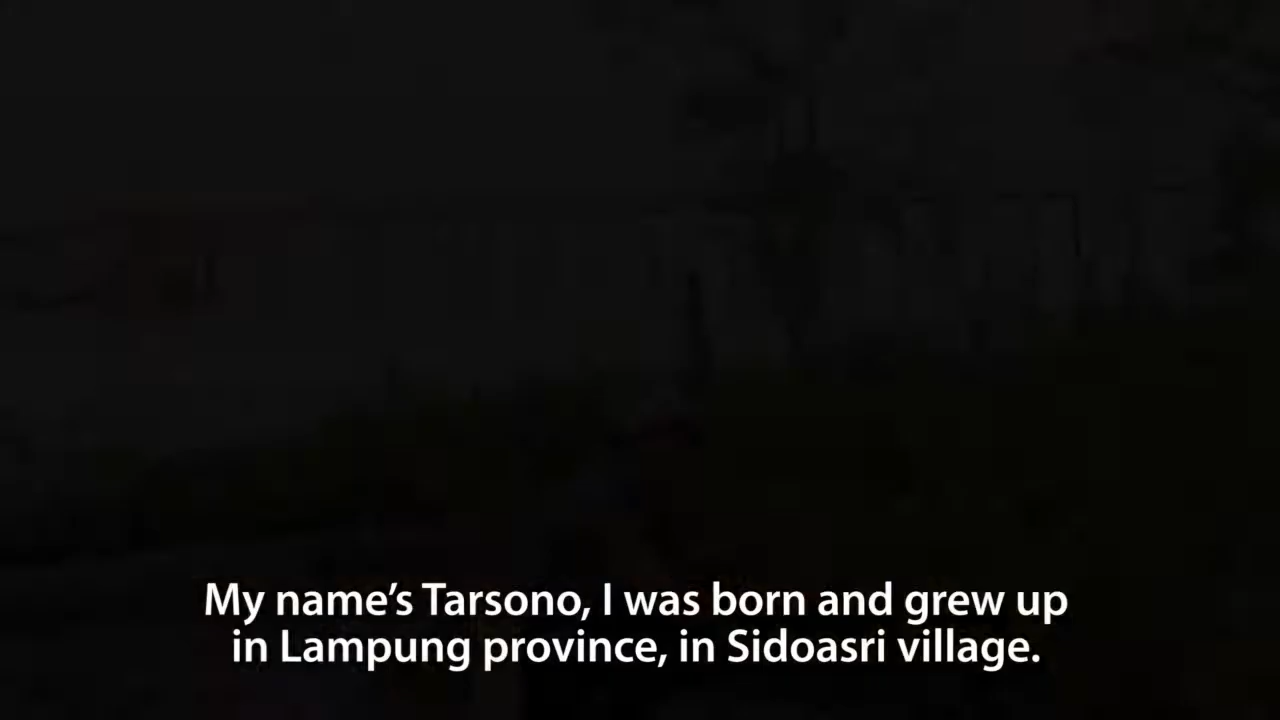 My name’s Tarsono, I was born and grew up
in Lampung province, in Sidoasri village.